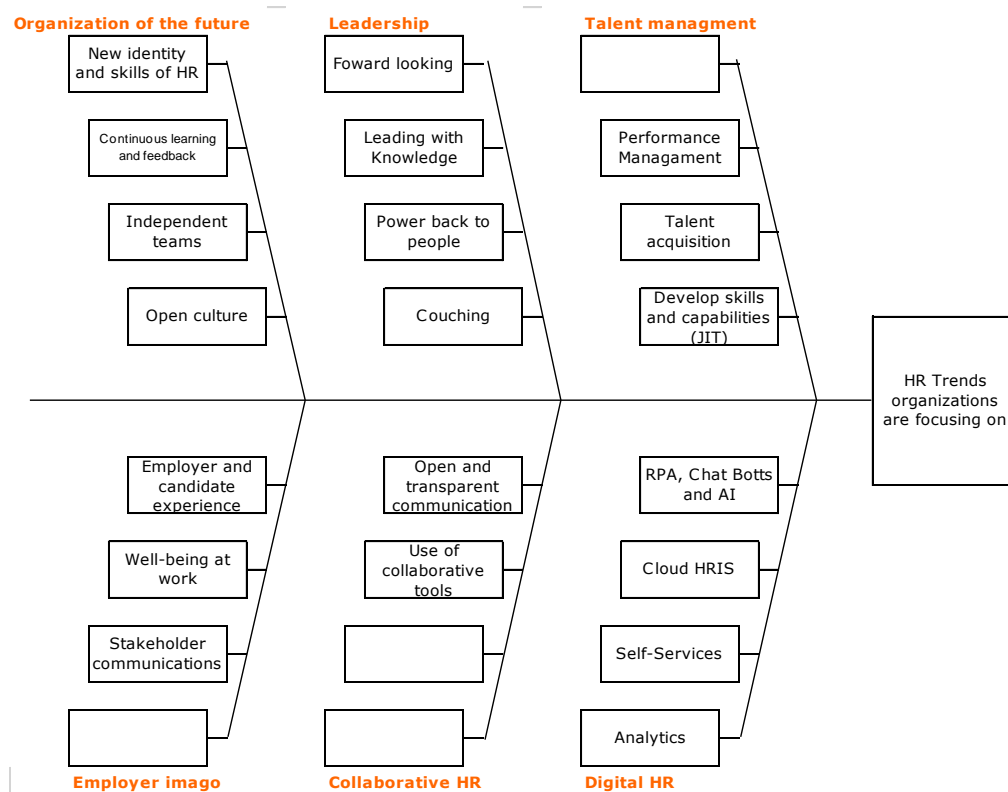 Organization of the future
New identity
and skills of HR
Continuous learning
and feedback
Independent
teams
Open culture
Leadership
Foward looking
Leading with
Knowledge
Power back to
people
Couching
Talent managment
Performance
Managament
Talent
acquisition
Develop skills
and capabilities
(JIT)
HR Trends
organizations
are focusing on
Employer and
candidate
experience
Well-being at
work
Stakeholder
communications
Employer imago
Open and
transparent
communication
Use of
collaborative
tools
Collaborative HR
RPA, Chat Botts
and AI
Cloud HRIS
Self-Services
Analytics
Digital HR